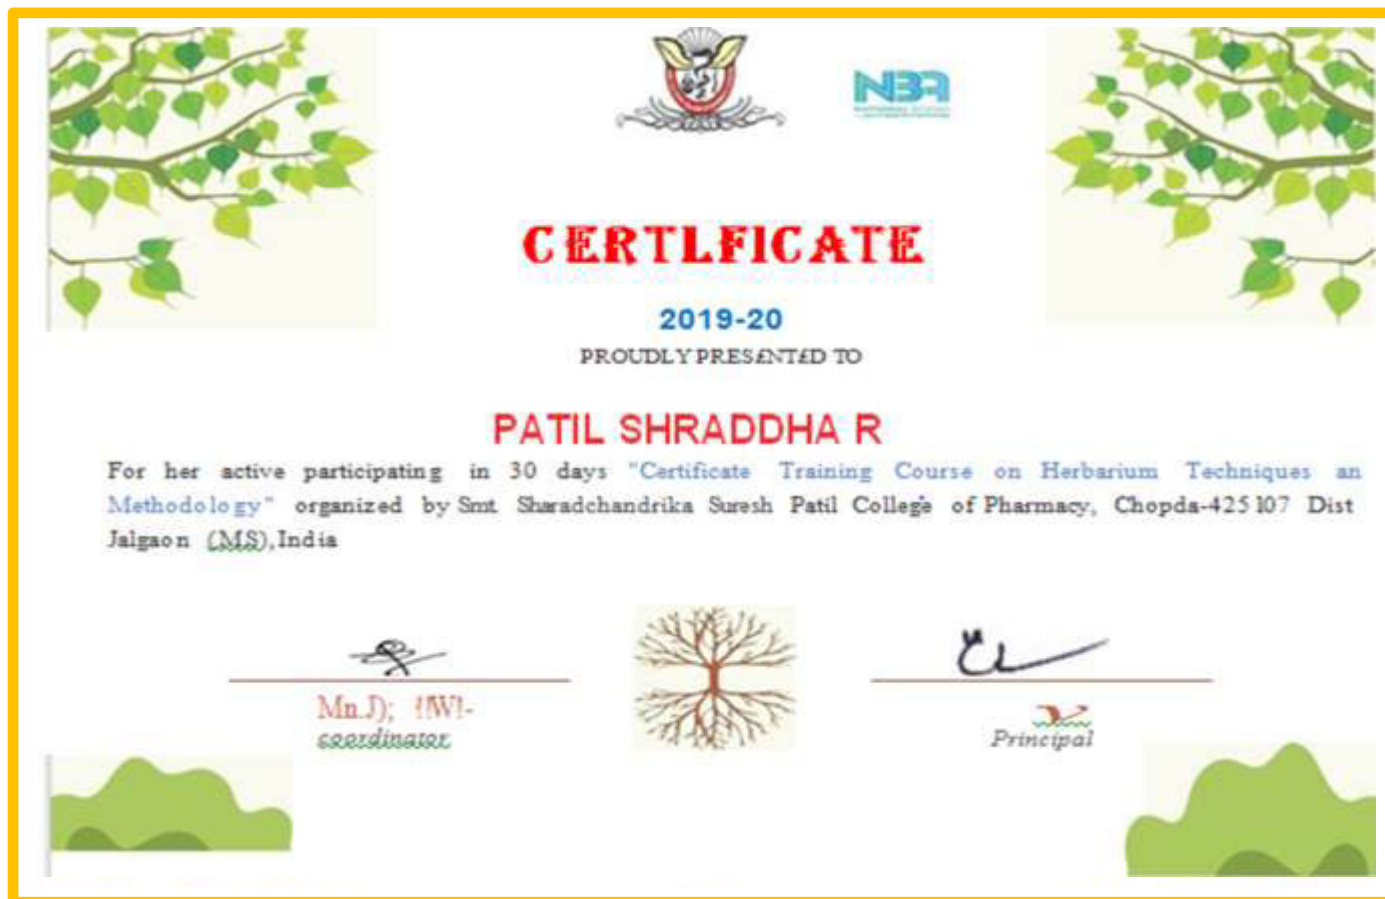 NBA
CERTLFICATE
2019-20
PROUDLY PRESENTED TO
PATIL SHRADDHA R
For her active participating in 30 days "Certificate Training Course on Herbarium Techniques an
Methodology" organized by Smt. Sharadchandrika Suresh Patil College of Pharmacy, Chopda-425107 Dist
Jalgaon (MS),India
Mn.J); !!W!-
coordinator
Principal